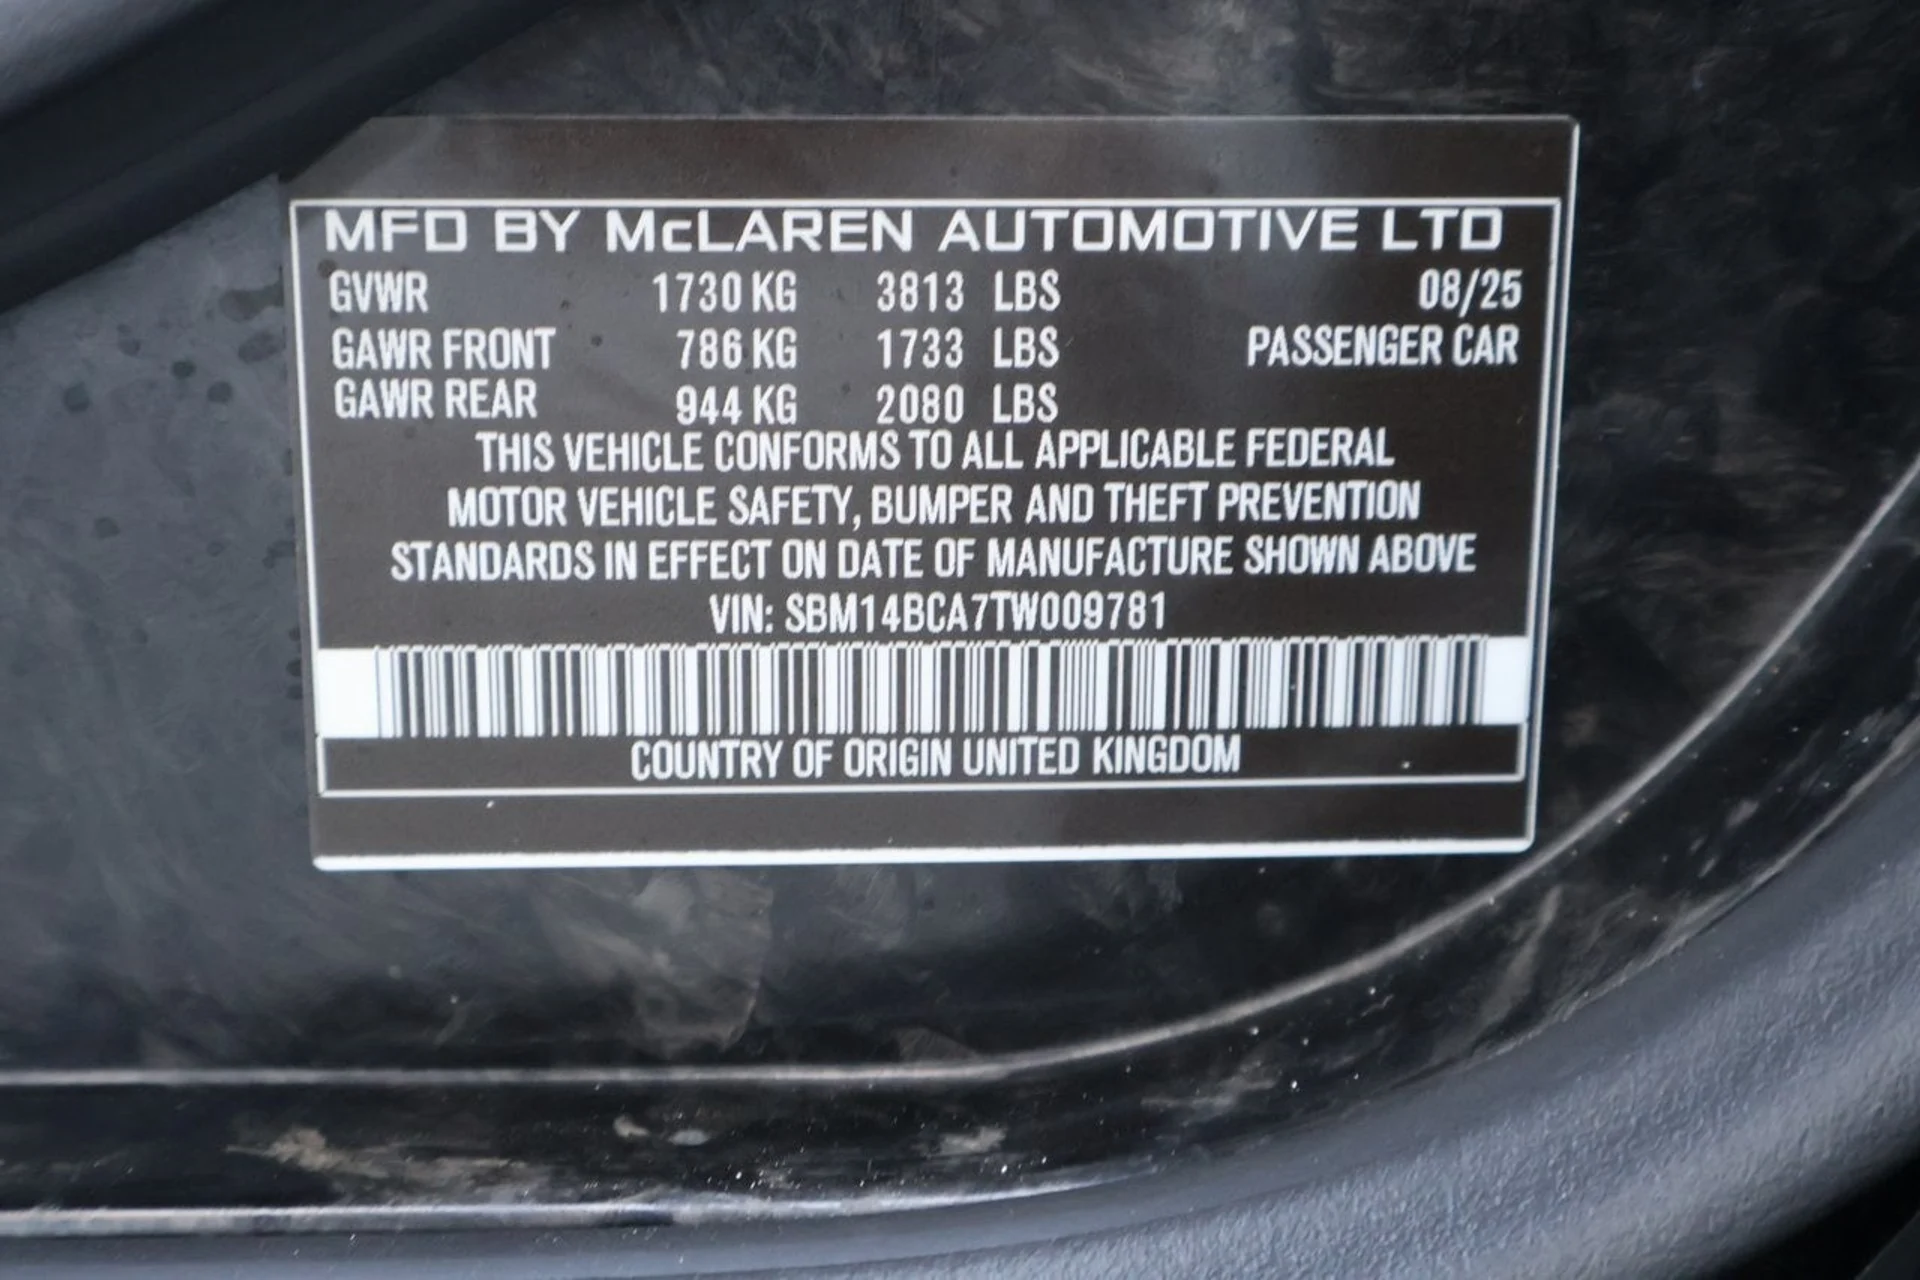 MFD BY McLAREN AUTOMOTIVE LTD
GVWR 1730 KG 3813 LBS 08/25
GAWR FRONT 786 KG 1733 LBS PASSENGER CAR
GAWR REAR 944 KG 2080 LBS
THIS VEHICLE CONFORMS TO ALL APPLICABLE FEDERAL
MOTOR VEHICLE SAFETY, BUMPER AND THEFT PREVENTION
STANDARDS IN EFFECT ON DATE OF MANUFACTURE SHOWN ABOVE
VIN: SBM14BCA7TW009781
COUNTRY OF ORIGIN UNITED KINGDOM